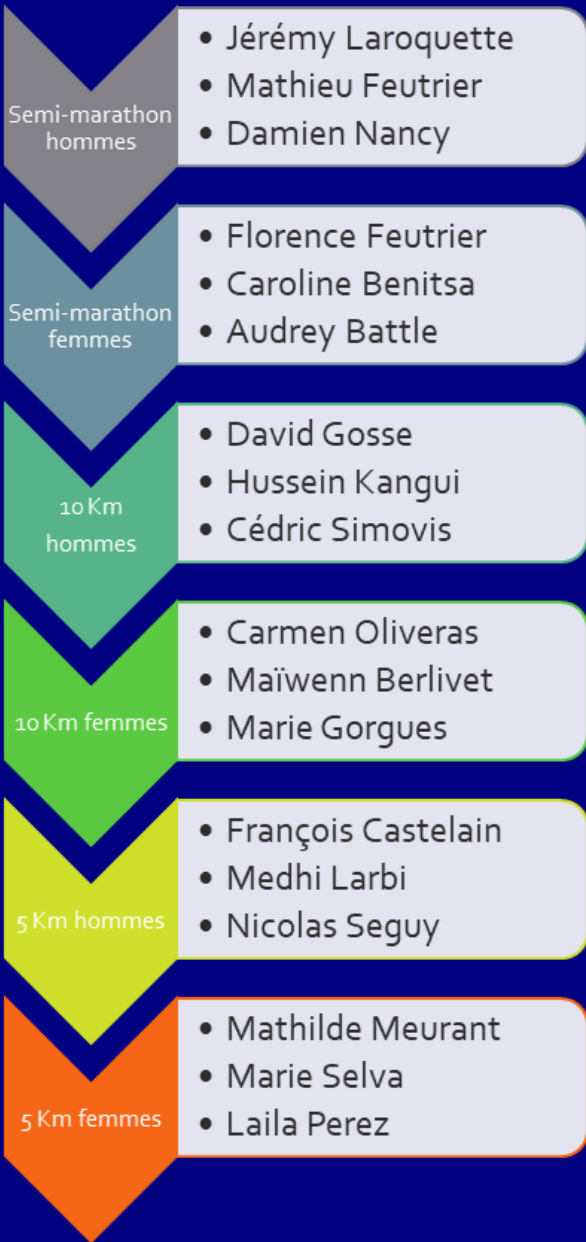 Semi-marathon
hommes
• Jérémy Laroquette
• Mathieu Feutrier
• Damien Nancy
Semi-marathon
femmes
• Florence Feutrier
• Caroline Benitsa
• Audrey Battle
10 Km
hommes
• David Gosse
• Hussein Kangui
• Cédric Simovis
10 Km femmes
• Carmen Oliveras
• Maïwenn Berlivet
• Marie Gorgues
5 Km hommes
• François Castelain
• Medhi Larbi
• Nicolas Seguy
5 Km femmes
• Mathilde Meurant
• Marie Selva
• Laila Perez